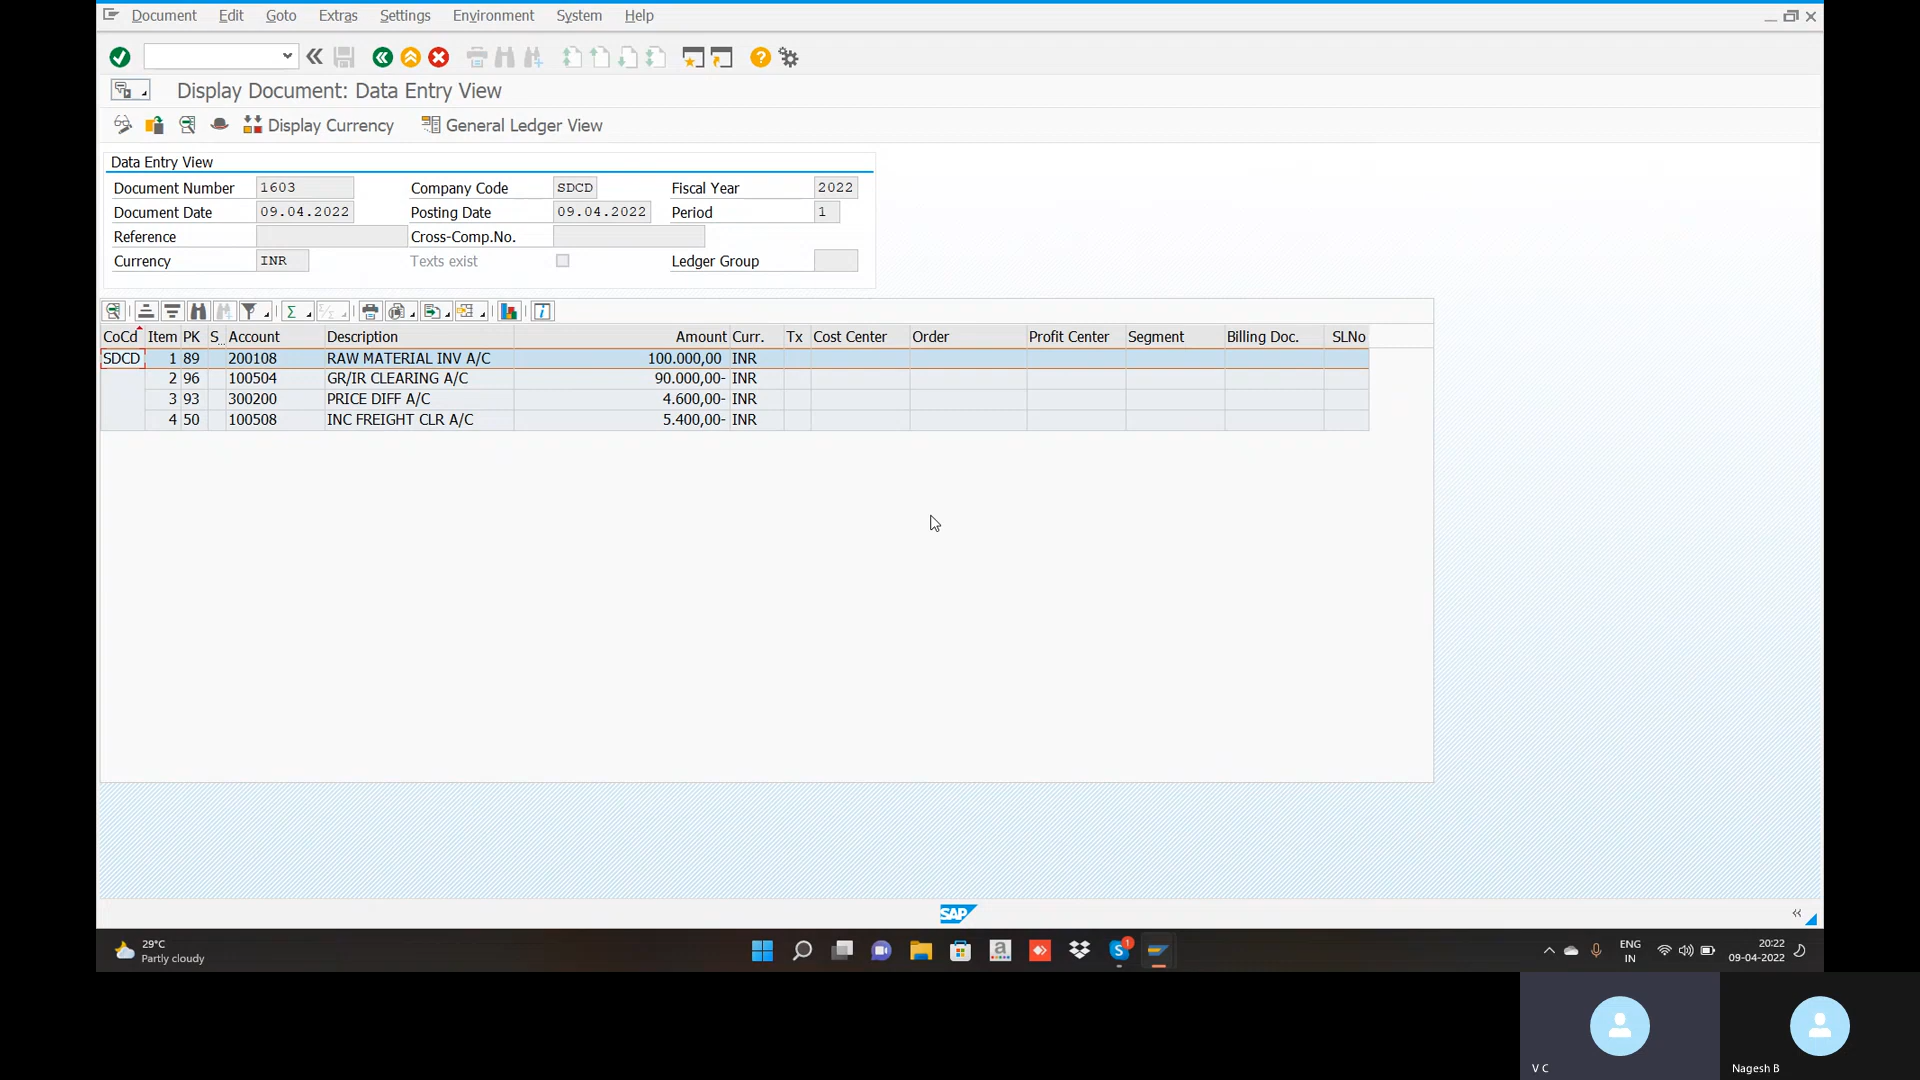 Document Edit Goto Extras Settings Environment System Help
Display Document: Data Entry View
Display Currency General Ledger View
Data Entry View
Document Number 1603 Company Code SDCD Fiscal Year 2022
Document Date 09.04.2022 Posting Date 09.04.2022 Period 1
Reference Cross-Comp.No.
Currency INR Texts exist Ledger Group
CoCd Item PK S.. Account Description Amount Curr. Tx Cost Center Order Profit Center Segment Billing Doc. SLNo
SDCD 1 89 200108 RAW MATERIAL INV A/C 100.000,00 INR
2 96 100504 GR/IR CLEARING A/C 90.000,00- INR
3 93 300200 PRICE DIFF A/C 4.600,00- INR
4 50 100508 INC FREIGHT CLR A/C 5.400,00- INR
SAP
29°C
Partly cloudy
ENG
IN
20:22
09-04-2022
V C
Nagesh B